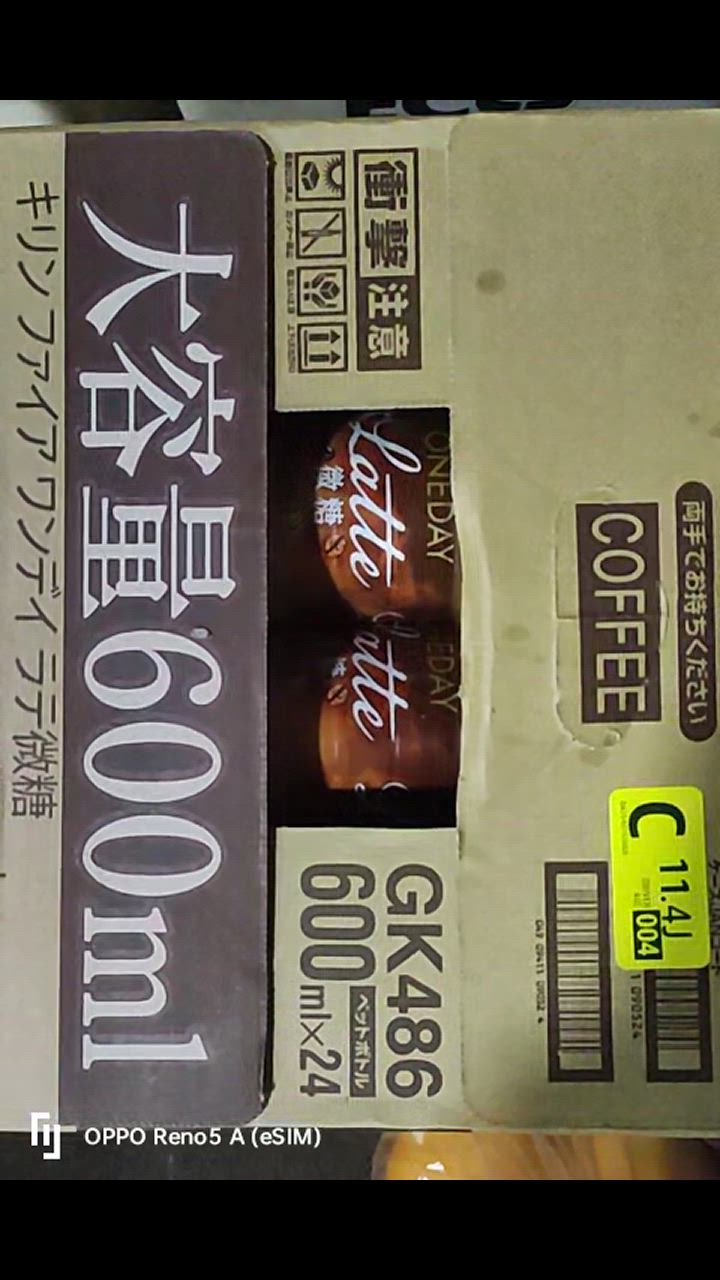 衝撃注意
両手でお持ちください
COFFEE
ONEDAY
Latte
微糖
EDAY
atte
C 11.4J
004
GK486
ペットボトル
600ml×24
大容量600ml
キリン ファイア ワンデイ ラテ微糖
OPPO Reno5 A (eSIM)